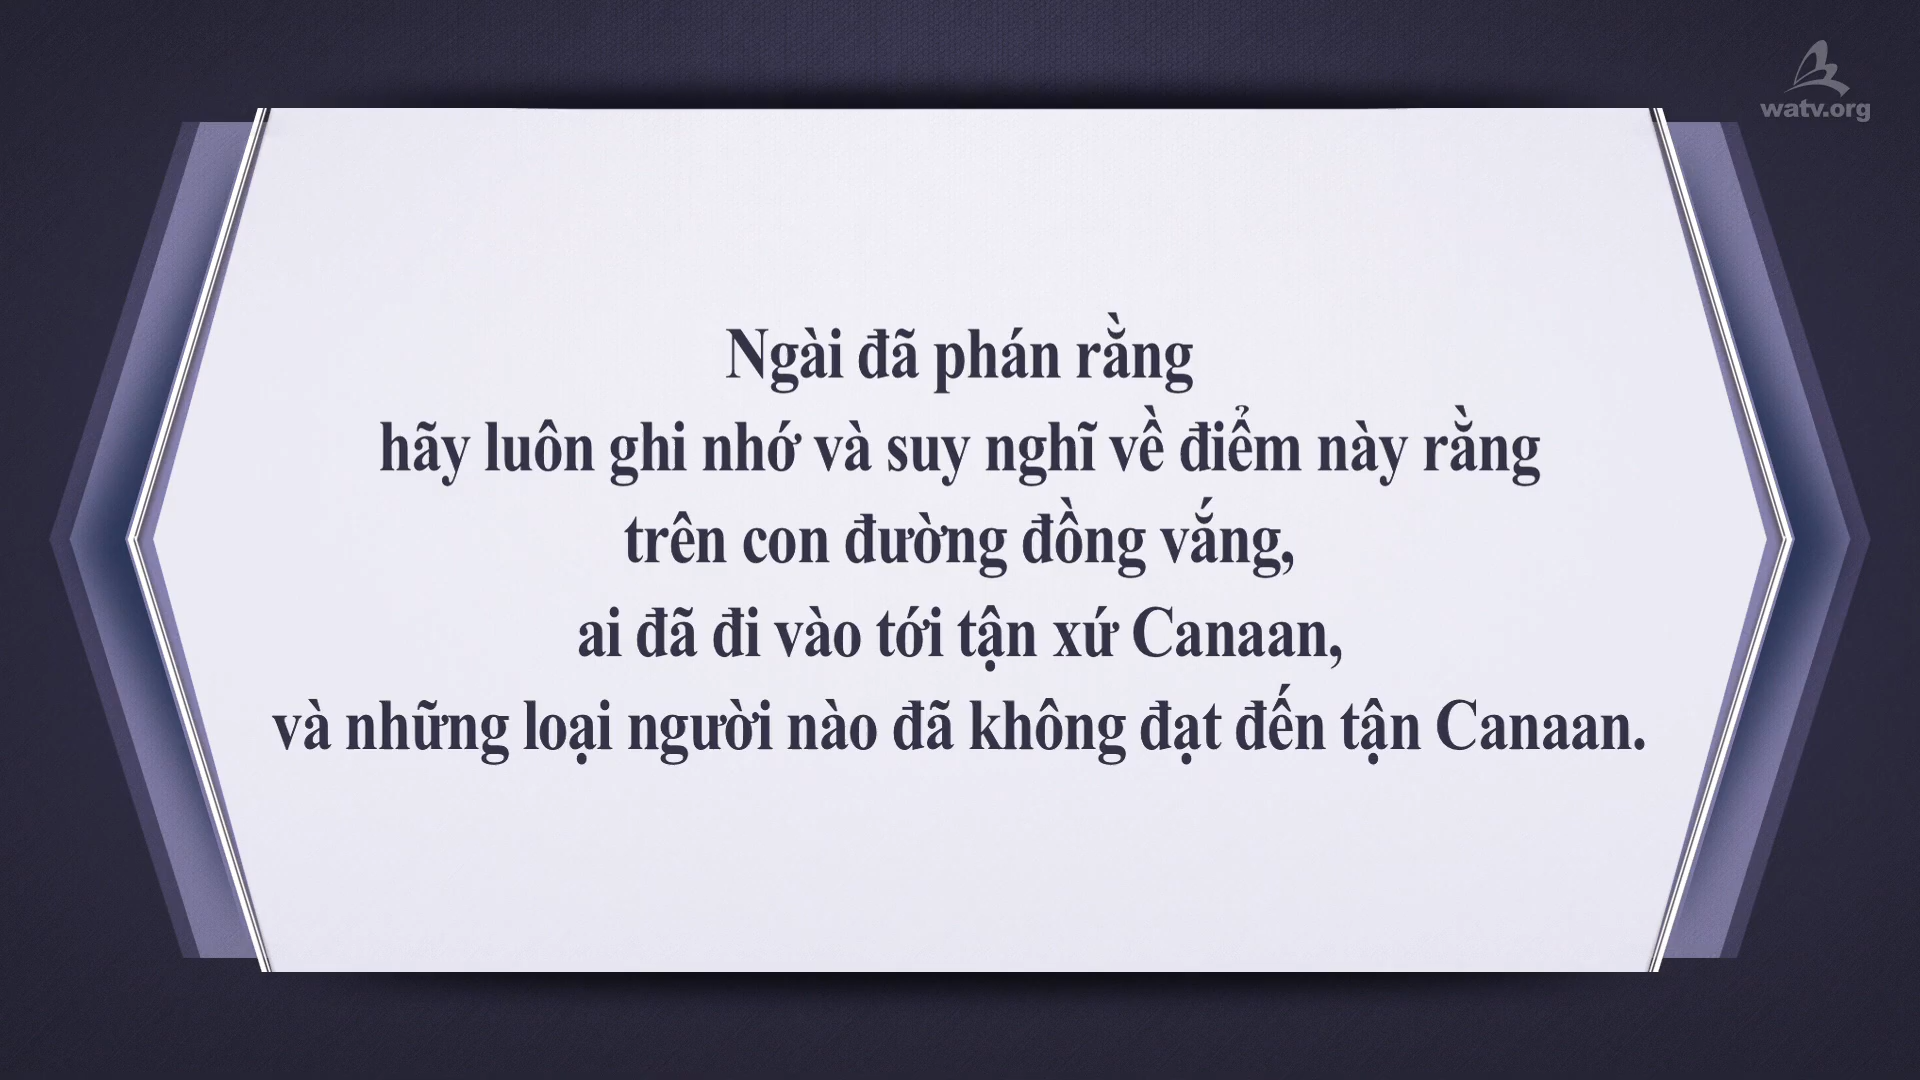 watv.org
Ngài đã phán rằng
hãy luôn ghi nhớ và suy nghĩ về điểm này rằng
trên con đường đồng vắng,
ai đã đi vào tới tận xứ Canaan,
và những loại người nào đã không đạt đến tận Canaan.